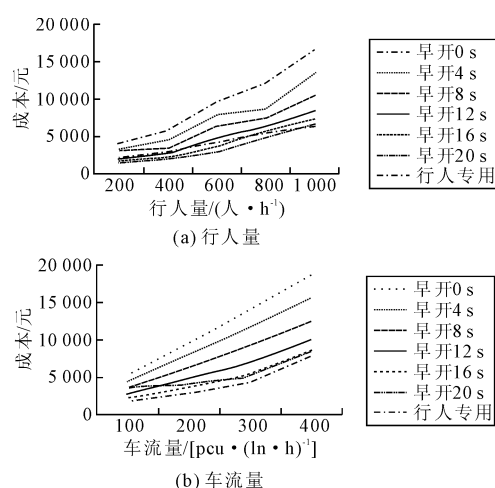 20 000
15 000
10 000
5 000
0
成本/元
200 400 600 800 1 000
行人量/(人·h⁻¹)
(a) 行人量
早开0 s
早开4 s
早开8 s
早开12 s
早开16 s
早开20 s
行人专用
20 000
15 000
10 000
5 000
0
成本/元
100 200 300 400
车流量/[pcu·(ln·h)⁻¹]
(b) 车流量
早开0 s
早开4 s
早开8 s
早开12 s
早开16 s
早开20 s
行人专用